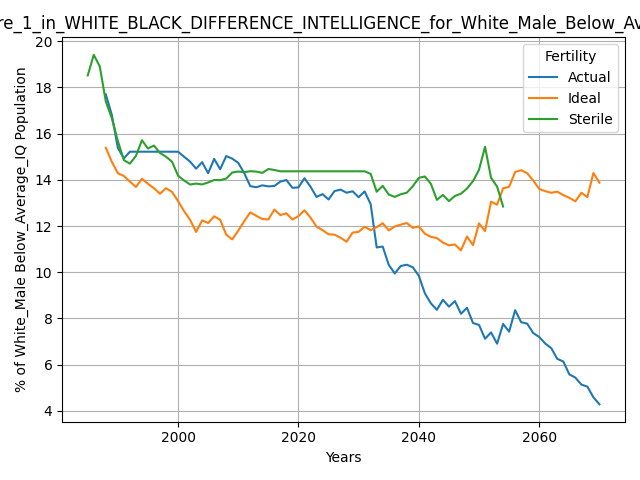 re_1_in_WHITE_BLACK_DIFFERENCE_INTELLIGENCE_for_White_Male_Below_Av
20
18
16
14
12
10
8
6
4
% of White_Male Below_Average_IQ Population
Fertility
Actual
Ideal
Sterile
2000
2020
2040
2060
Years